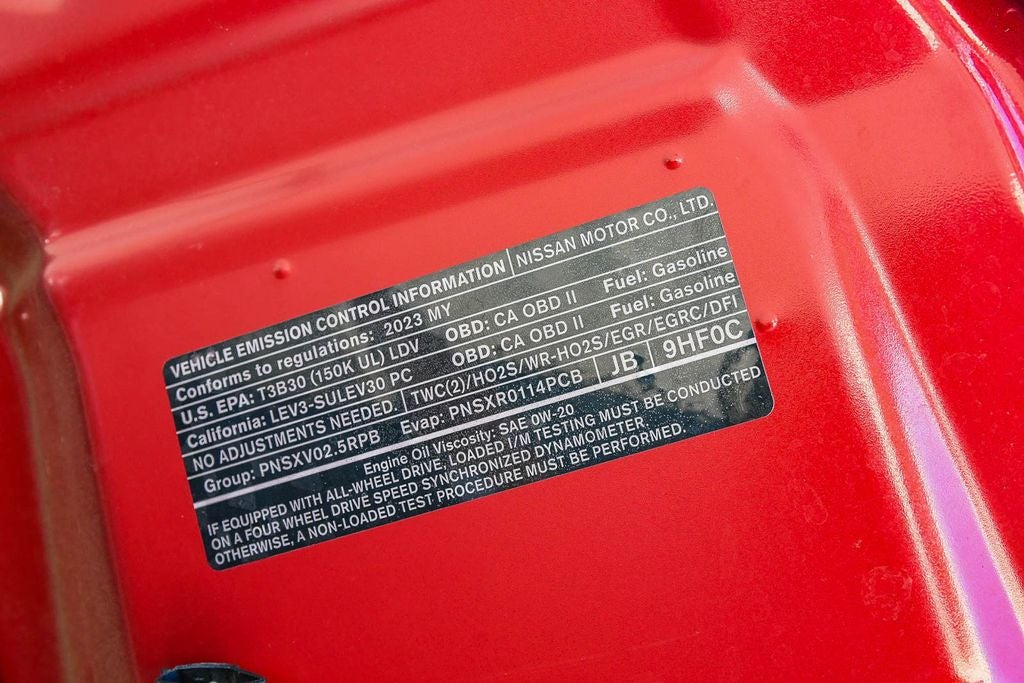 VEHICLE EMISSION CONTROL INFORMATION | NISSAN MOTOR CO., LTD.
Conforms to regulations: 2023 MY
U.S. EPA: T3B30 (150K UL) LDV OBD: CA OBD II Fuel: Gasoline
California: LEV3-SULEV30 PC OBD: CA OBD II Fuel: Gasoline
NO ADJUSTMENTS NEEDED. TWC(2)/HO2S/WR-HO2S/EGR/EGRC/DFI
Group: PNSXV02.5RPB Evap: PNSXR0114PCB JB 9HF0C
Engine Oil Viscosity: SAE 0W-20
IF EQUIPPED WITH ALL-WHEEL DRIVE, LOADED I/M TESTING MUST BE CONDUCTED
ON A FOUR WHEEL DRIVE SPEED SYNCHRONIZED DYNAMOMETER.
OTHERWISE, A NON-LOADED TEST PROCEDURE MUST BE PERFORMED.